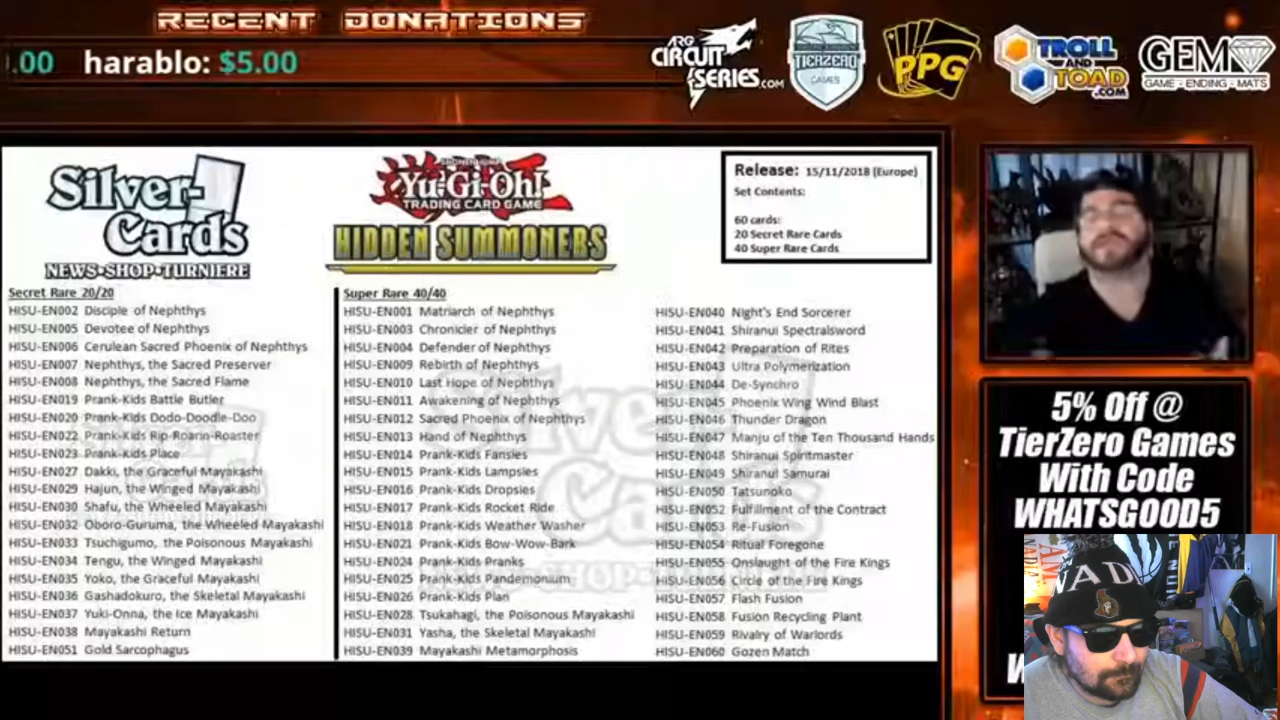 RECENT DONATIONS
.00 harablo: $5.00
ARG
CIRCUIT
SERIES.COM
TIERZERO
GAMES
PPG
TROLL
AND
TOAD
.COM
GEM
GAME - ENDING - MATS
Silver-
Cards
NEWS•SHOP•TURNIERE
Yu-Gi-Oh!
TRADING CARD GAME
HIDDEN SUMMONERS
Release: 15/11/2018 (Europe)
Set Contents:
60 cards:
20 Secret Rare Cards
40 Super Rare Cards
Secret Rare 20/20
HISU-EN002 Disciple of Nephthys
HISU-EN005 Devotee of Nephthys
HISU-EN006 Cerulean Sacred Phoenix of Nephthys
HISU-EN007 Nephthys, the Sacred Preserver
HISU-EN008 Nephthys, the Sacred Flame
HISU-EN019 Prank-Kids Battle Butler
HISU-EN020 Prank-Kids Dodo-Doodle-Doo
HISU-EN022 Prank-Kids Rip-Roarin-Roaster
HISU-EN023 Prank-Kids Place
HISU-EN027 Dakki, the Graceful Mayakashi
HISU-EN029 Hajun, the Winged Mayakashi
HISU-EN030 Shafu, the Wheeled Mayakashi
HISU-EN032 Oboro-Guruma, the Wheeled Mayakashi
HISU-EN033 Tsuchigumo, the Poisonous Mayakashi
HISU-EN034 Tengu, the Winged Mayakashi
HISU-EN035 Yoko, the Graceful Mayakashi
HISU-EN036 Gashadokuro, the Skeletal Mayakashi
HISU-EN037 Yuki-Onna, the Ice Mayakashi
HISU-EN038 Mayakashi Return
HISU-EN051 Gold Sarcophagus
Super Rare 40/40
HISU-EN001 Matriarch of Nephthys
HISU-EN003 Chronicler of Nephthys
HISU-EN004 Defender of Nephthys
HISU-EN009 Rebirth of Nephthys
HISU-EN010 Last Hope of Nephthys
HISU-EN011 Awakening of Nephthys
HISU-EN012 Sacred Phoenix of Nephthys
HISU-EN013 Hand of Nephthys
HISU-EN014 Prank-Kids Fansies
HISU-EN015 Prank-Kids Lampsies
HISU-EN016 Prank-Kids Dropsies
HISU-EN017 Prank-Kids Rocket Ride
HISU-EN018 Prank-Kids Weather Washer
HISU-EN021 Prank-Kids Bow-Wow-Bark
HISU-EN024 Prank-Kids Pranks
HISU-EN025 Prank-Kids Pandemonium
HISU-EN026 Prank-Kids Plan
HISU-EN028 Tsukahagi, the Poisonous Mayakashi
HISU-EN031 Yasha, the Skeletal Mayakashi
HISU-EN039 Mayakashi Metamorphosis
HISU-EN040 Night's End Sorcerer
HISU-EN041 Shiranui Spectralsword
HISU-EN042 Preparation of Rites
HISU-EN043 Ultra Polymerization
HISU-EN044 De-Synchro
HISU-EN045 Phoenix Wing Wind Blast
HISU-EN046 Thunder Dragon
HISU-EN047 Manju of the Ten Thousand Hands
HISU-EN048 Shiranui Spiritmaster
HISU-EN049 Shiranui Samurai
HISU-EN050 Tatsunoko
HISU-EN052 Fulfillment of the Contract
HISU-EN053 Re-Fusion
HISU-EN054 Ritual Foregone
HISU-EN055 Onslaught of the Fire Kings
HISU-EN056 Circle of the Fire Kings
HISU-EN057 Flash Fusion
HISU-EN058 Fusion Recycling Plant
HISU-EN059 Rivalry of Warlords
HISU-EN060 Gozen Match
5% Off @
TierZero Games
With Code
WHATSGOOD5